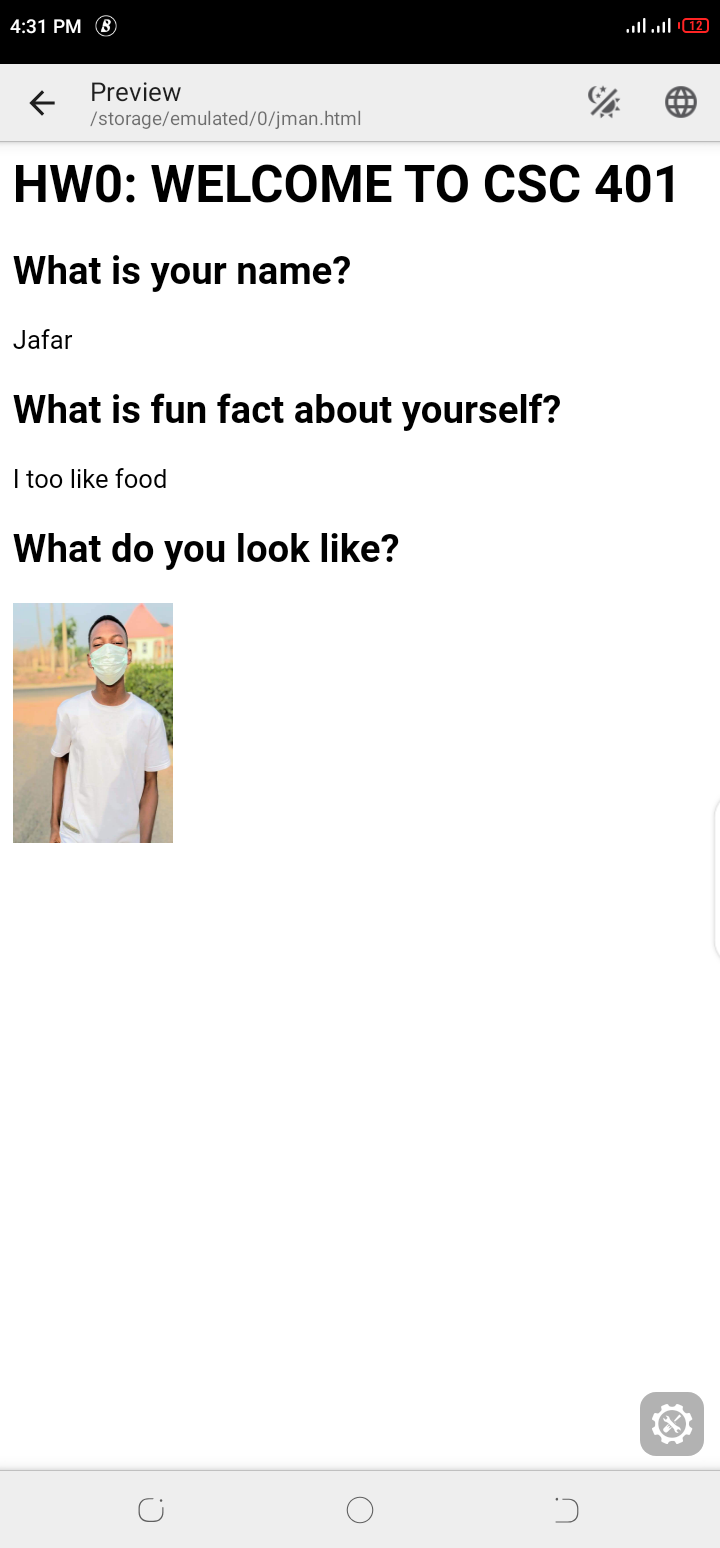 4:31 PM B 12
Preview
/storage/emulated/0/jman.html
HW0: WELCOME TO CSC 401
What is your name?
Jafar
What is fun fact about yourself?
I too like food
What do you look like?